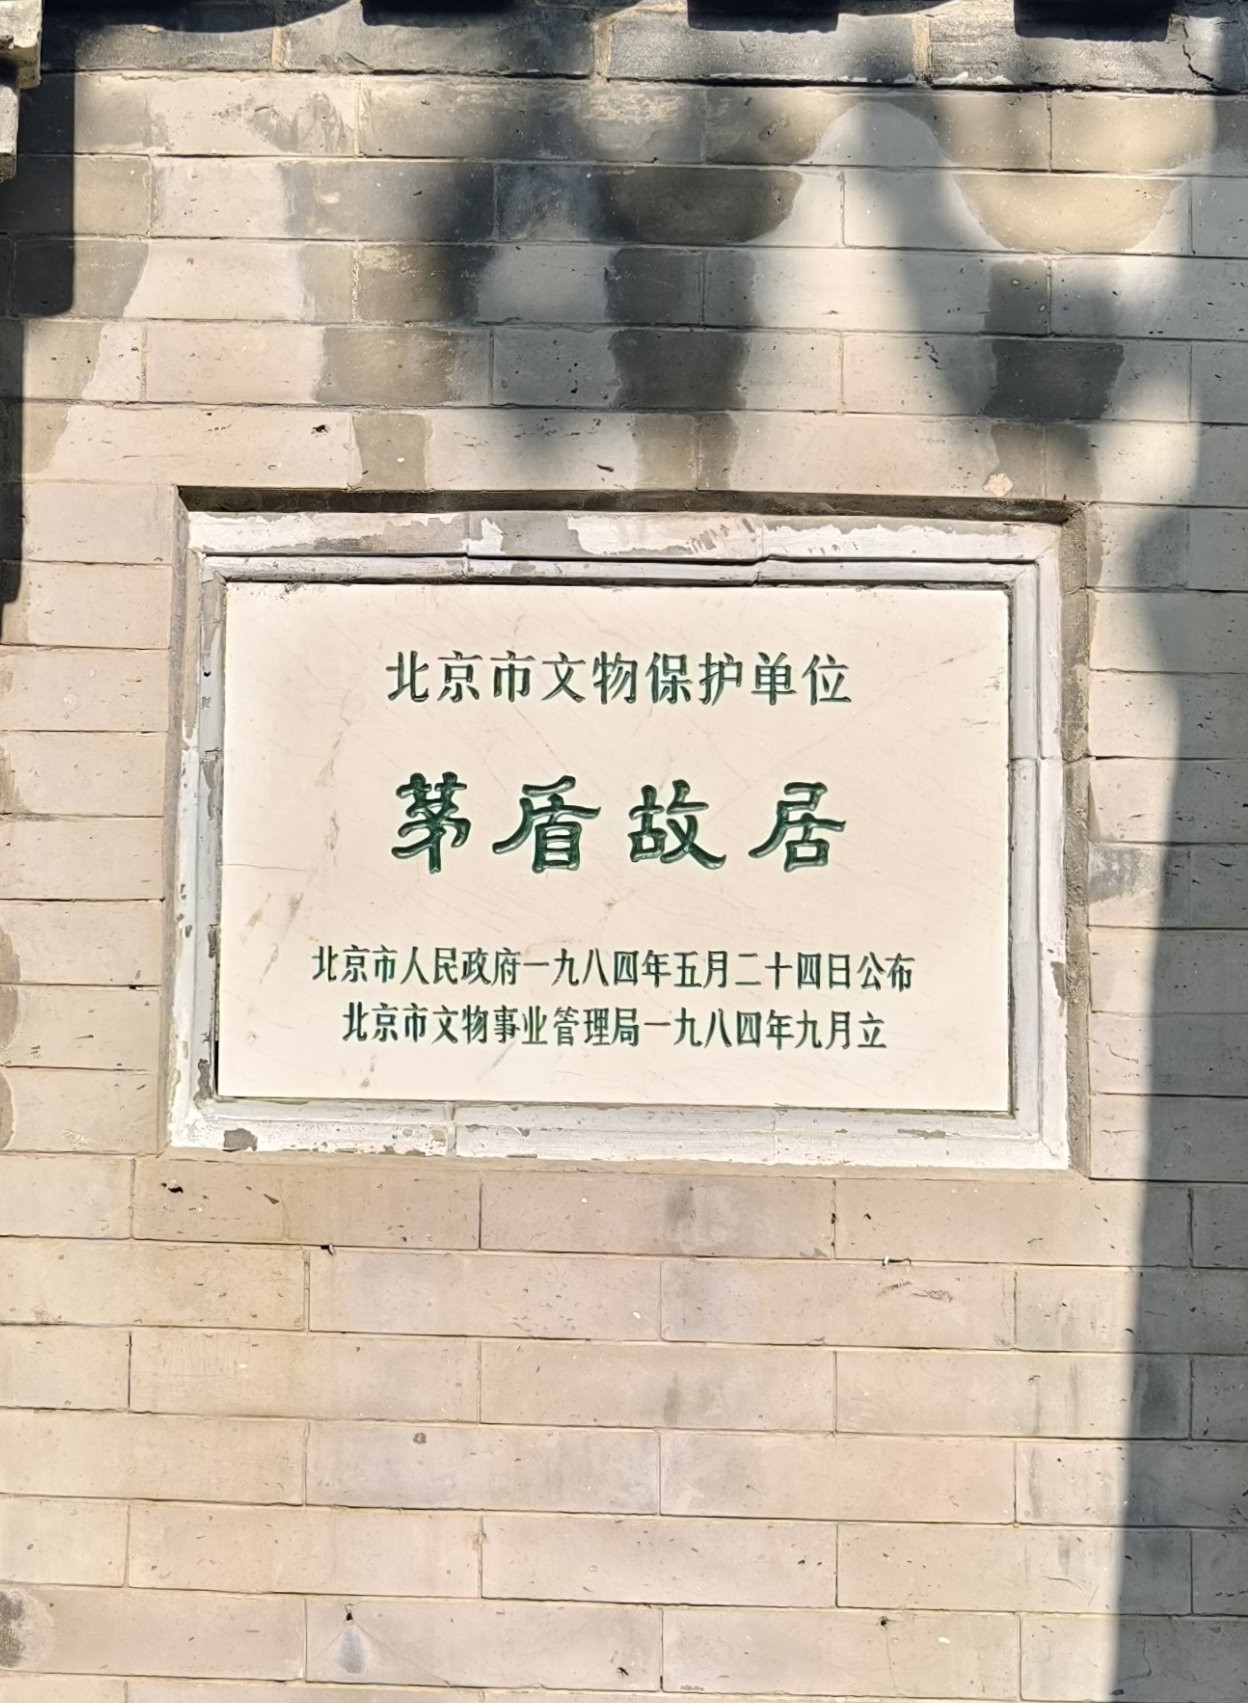 北京市文物保护单位
茅盾故居
北京市人民政府一九八四年五月二十四日公布
北京市文物事业管理局一九八四年九月立